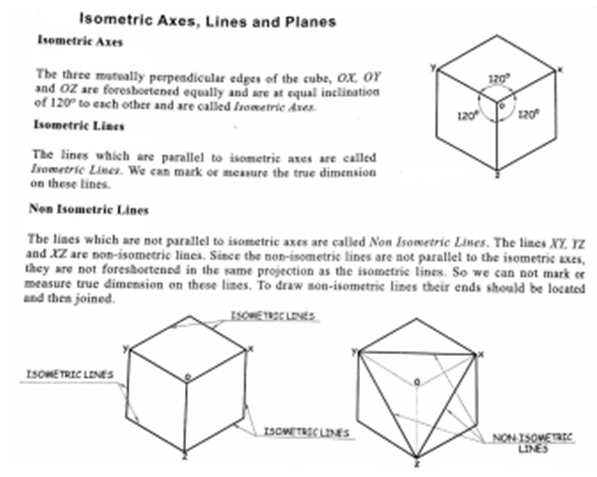 Isometric Axes, Lines and Planes
Isometric Axes
The three mutually perpendicular edges of the cube, OX, OY
and OZ are foreshortened equally and are at equal inclination
of 120° to each other and are called Isometric Axes.
Isometric Lines
The lines which are parallel to isometric axes are called
Isometric Lines. We can mark or measure the true dimension
on these lines.
Y
X
120°
O
120°
120°
Z
Non Isometric Lines
The lines which are not parallel to isometric axes are called Non Isometric Lines. The lines XY, YZ
and XZ are non-isometric lines. Since the non-isometric lines are not parallel to the isometric axes,
they are not foreshortened in the same projection as the isometric lines. So we can not mark or
measure true dimension on these lines. To draw non-isometric lines their ends should be located
and then joined.
ISOMETRIC LINES
Y
X
ISOMETRIC LINES
O
ISOMETRIC LINES
Z
Y
X
O
NON-ISOMETRIC
LINES
Z